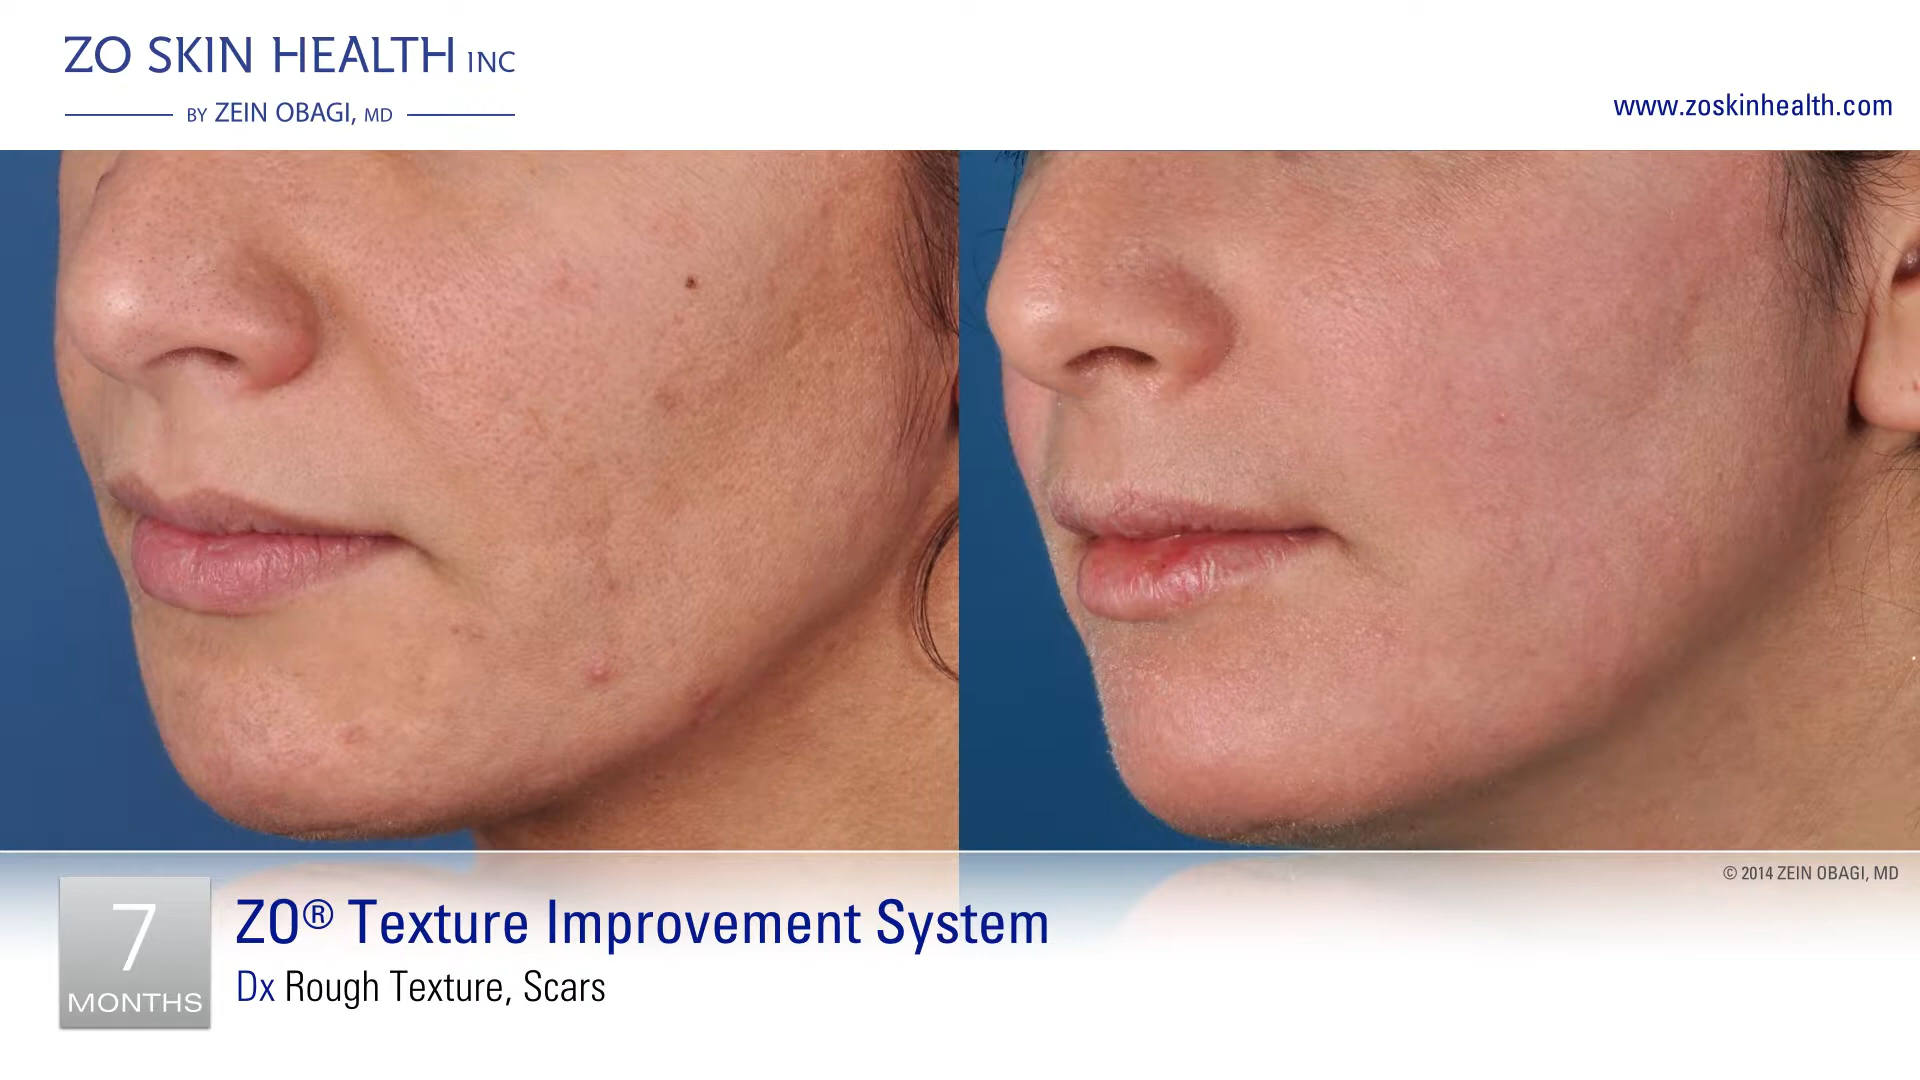 ZO SKIN HEALTH INC
BY ZEIN OBAGI, MD
www.zoskinhealth.com
© 2014 ZEIN OBAGI, MD
7
MONTHS
ZO® Texture Improvement System
Dx Rough Texture, Scars